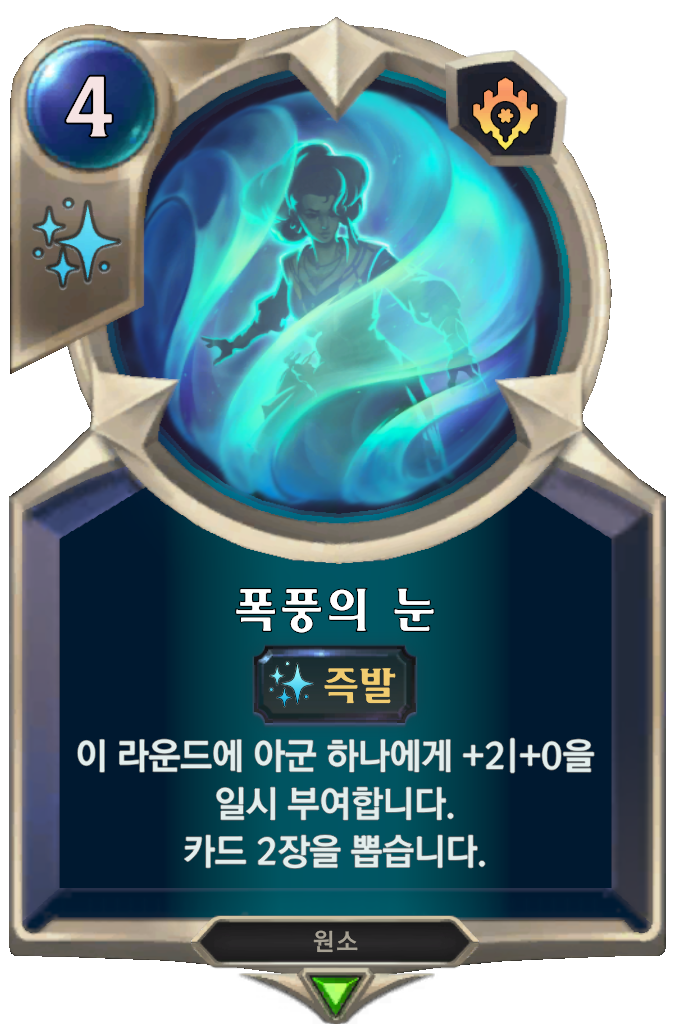 4
폭풍의 눈
즉발
이 라운드에 아군 하나에게 +2|+0을
일시 부여합니다.
카드 2장을 뽑습니다.
원소